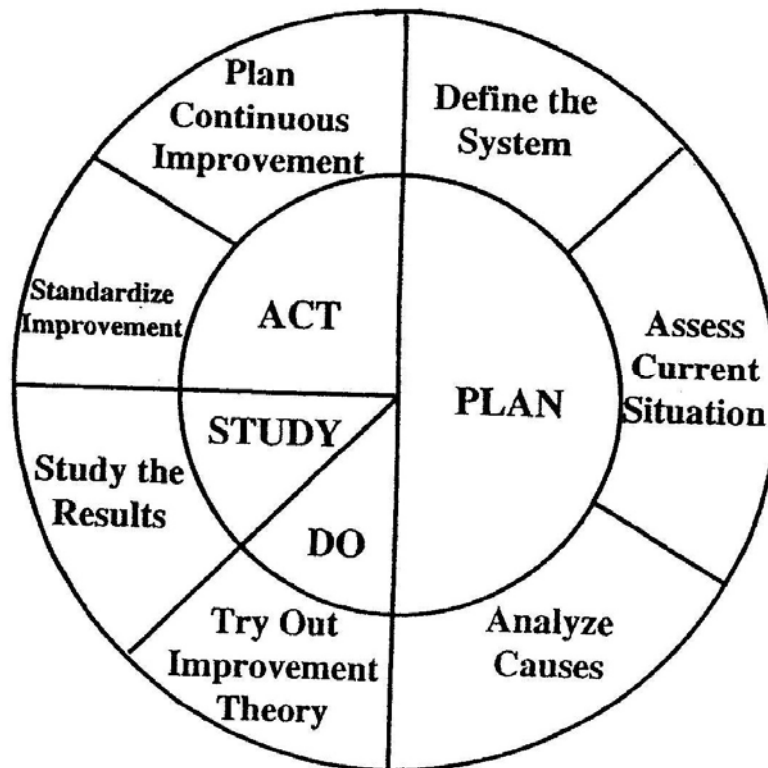 Plan
Continuous
Improvement
Define the
System
Standardize
Improvement
ACT
Assess
Current
Situation
PLAN
STUDY
Study the
Results
DO
Try Out
Improvement
Theory
Analyze
Causes